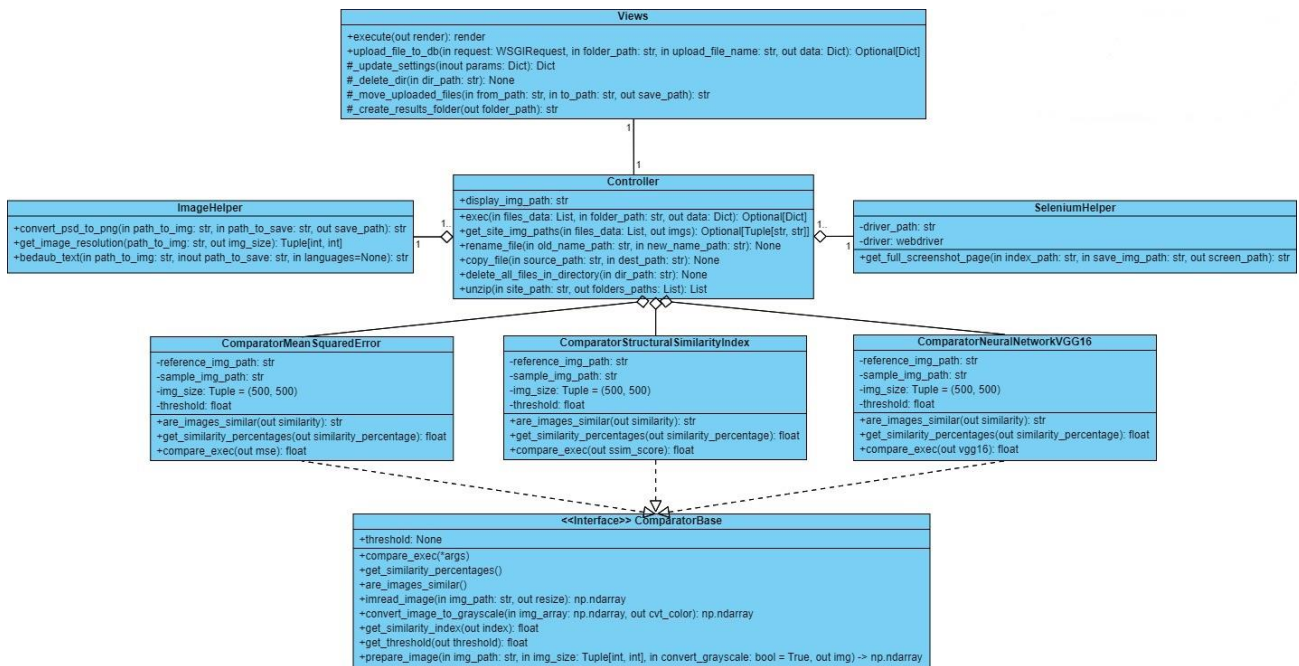 Views
+execute(out render): render
+upload_file_to_db(in request: WSGIRequest, in folder_path: str, in upload_file_name: str, out data: Dict): Optional[Dict]
#_update_settings(inout params: Dict): Dict
#_delete_dir(in dir_path: str): None
#_move_uploaded_files(in from_path: str, in to_path: str, out save_path): str
#_create_results_folder(out folder_path): str
1
1
ImageHelper
+convert_psd_to_png(in path_to_img: str, in path_to_save: str, out save_path): str
+get_image_resolution(path_to_img: str, out img_size): Tuple[int, int]
+bedaub_text(in path_to_img: str, inout path_to_save: str, in languages=None): str
1
1..
Controller
+display_img_path: str
+exec(in files_data: List, in folder_path: str, out data: Dict): Optional[Dict]
+get_site_img_paths(in files_data: List, out imgs): Optional[Tuple[str, str]]
+rename_file(in old_name_path: str, in new_name_path: str): None
+copy_file(in source_path: str, in dest_path: str): None
+delete_all_files_in_directory(in dir_path: str): None
+unzip(in site_path: str, out folders_paths: List): List
1..
1
SeleniumHelper
-driver_path: str
-driver: webdriver
+get_full_screenshot_page(in index_path: str, in save_img_path: str, out screen_path): str
ComparatorMeanSquaredError
-reference_img_path: str
-sample_img_path: str
-img_size: Tuple = (500, 500)
-threshold: float
+are_images_similar(out similarity): str
+get_similarity_percentages(out similarity_percentage): float
+compare_exec(out mse): float
ComparatorStructuralSimilarityIndex
-reference_img_path: str
-sample_img_path: str
-img_size: Tuple = (500, 500)
-threshold: float
+are_images_similar(out similarity): str
+get_similarity_percentages(out similarity_percentage): float
+compare_exec(out ssim_score): float
ComparatorNeuralNetworkVGG16
-reference_img_path: str
-sample_img_path: str
-img_size: Tuple = (500, 500)
-threshold: float
+are_images_similar(out similarity): str
+get_similarity_percentages(out similarity_percentage): float
+compare_exec(out vgg16): float
<<Interface>> ComparatorBase
+threshold: None
+compare_exec(*args)
+get_similarity_percentages()
+are_images_similar()
+imread_image(in img_path: str, out resize): np.ndarray
+convert_image_to_grayscale(in img_array: np.ndarray, out cvt_color): np.ndarray
+get_similarity_index(out index): float
+get_threshold(out threshold): float
+prepare_image(in img_path: str, in img_size: Tuple[int, int], in convert_grayscale: bool = True, out img) -> np.ndarray